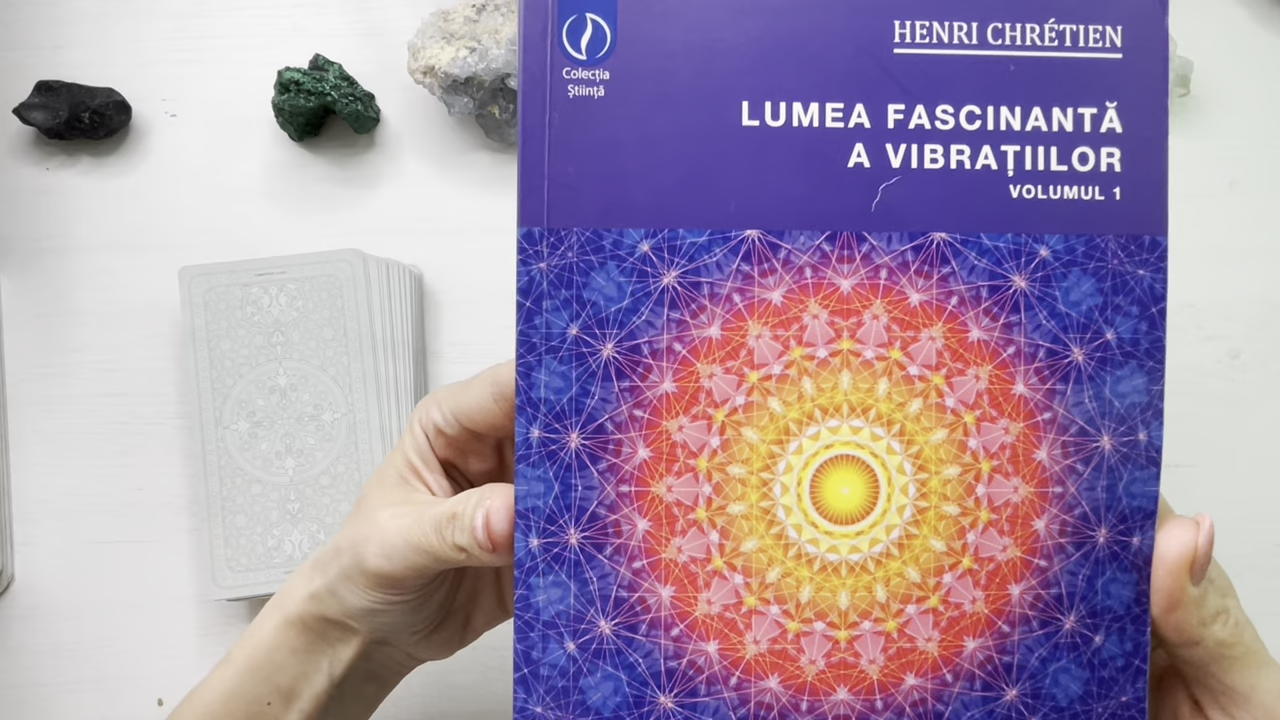 HENRI CHRÉTIEN
Colecția
Știință
LUMEA FASCINANTĂ
A VIBRAȚIILOR
VOLUMUL 1